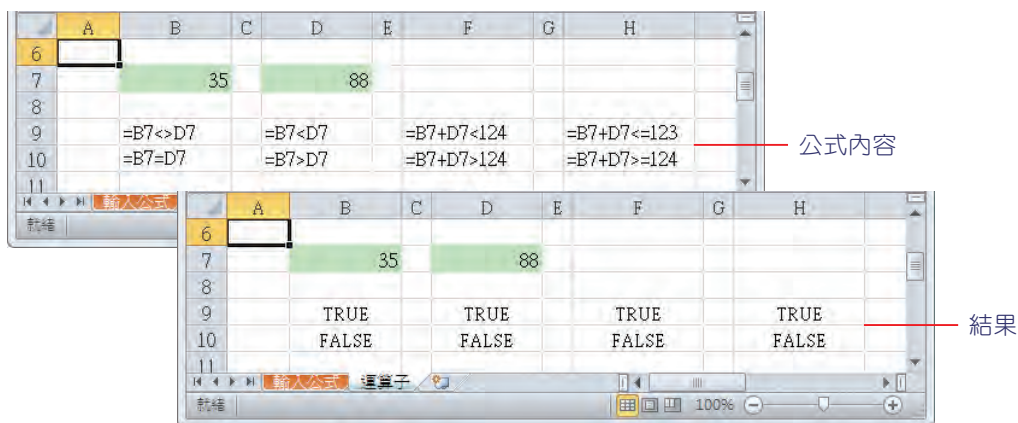 A B C D E F G H
6
7 35 88
8
9 =B7<>D7 =B7<D7 =B7+D7<124 =B7+D7<=123
10 =B7=D7 =B7>D7 =B7+D7>124 =B7+D7>=124
11
公式內容
輸入公式
就緒
A B C D E F G H
6
7 35 88
8
9 TRUE TRUE TRUE TRUE
10 FALSE FALSE FALSE FALSE
11
結果
輸入公式 運算子
就緒 100%